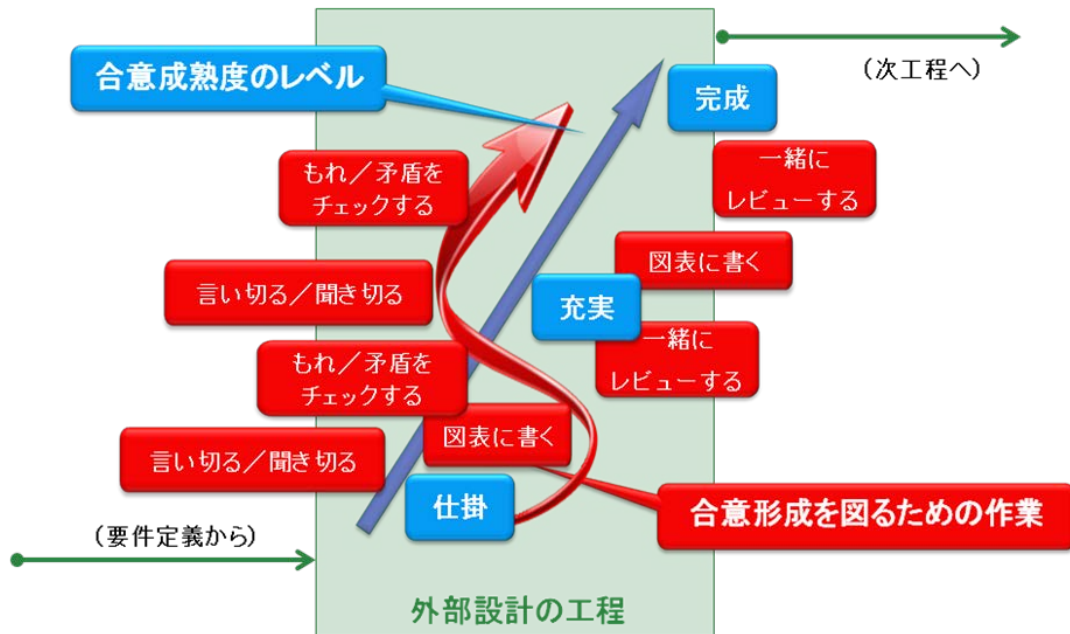 (次工程へ)
合意成熟度のレベル
完成
一緒に
レビューする
もれ／矛盾を
チェックする
図表に書く
言い切る／聞き切る
充実
一緒に
レビューする
もれ／矛盾を
チェックする
図表に書く
言い切る／聞き切る
仕掛
合意形成を図るための作業
(要件定義から)
外部設計の工程